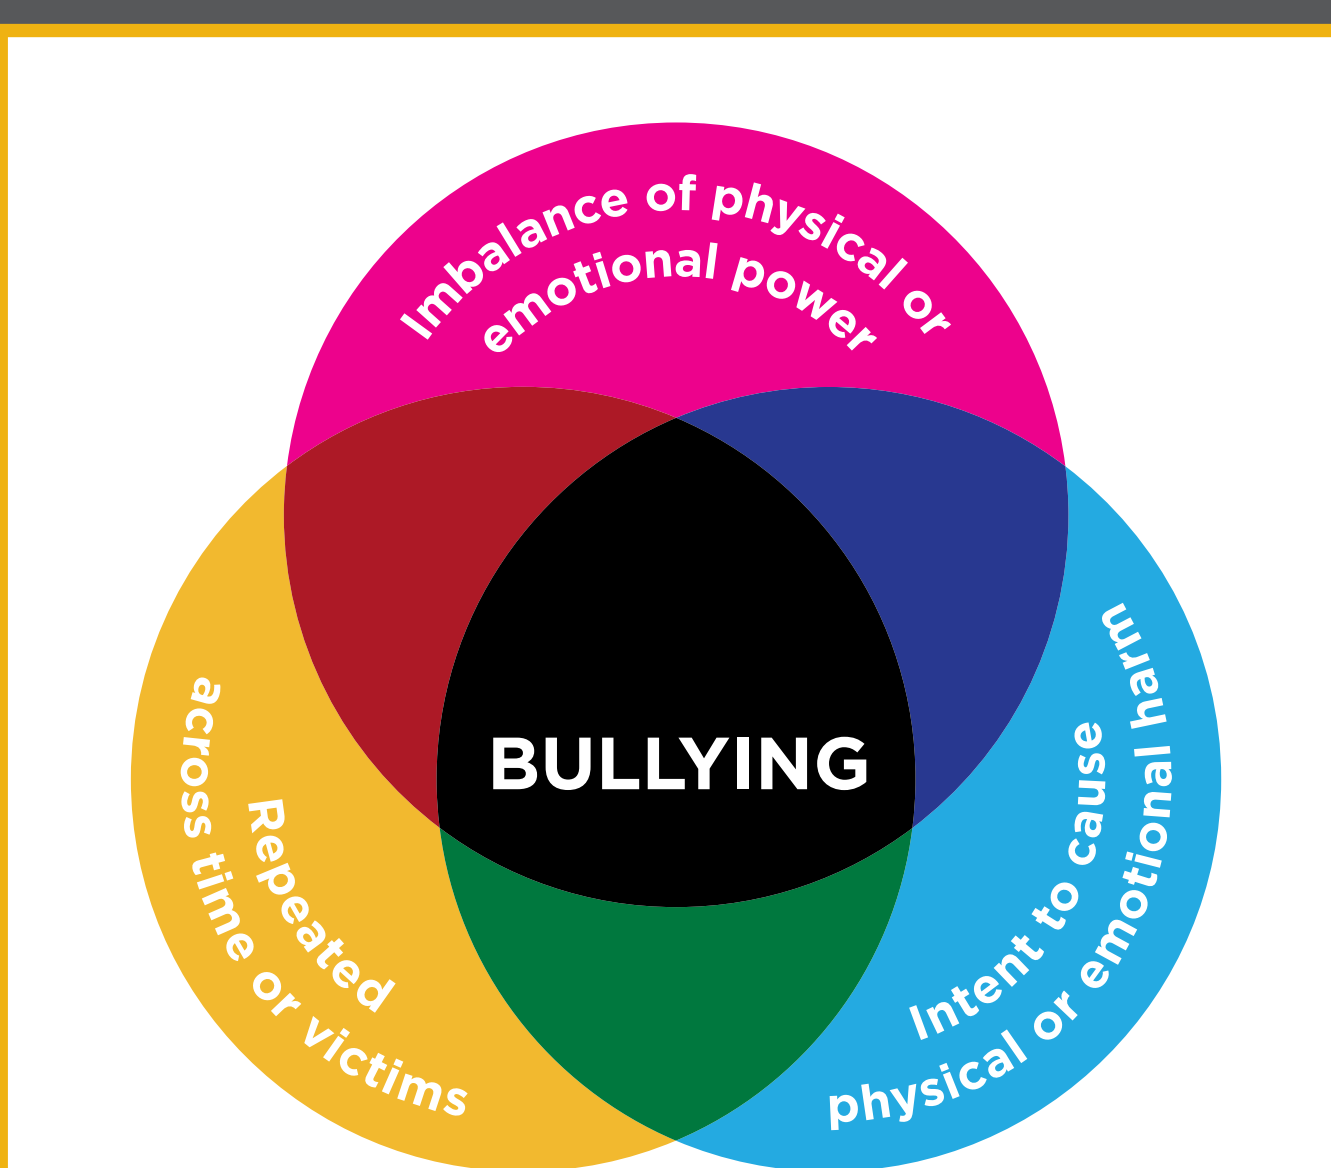 Imbalance of physical or
emotional power
BULLYING
Repeated
across time or victims
Intent to cause
physical or emotional harm